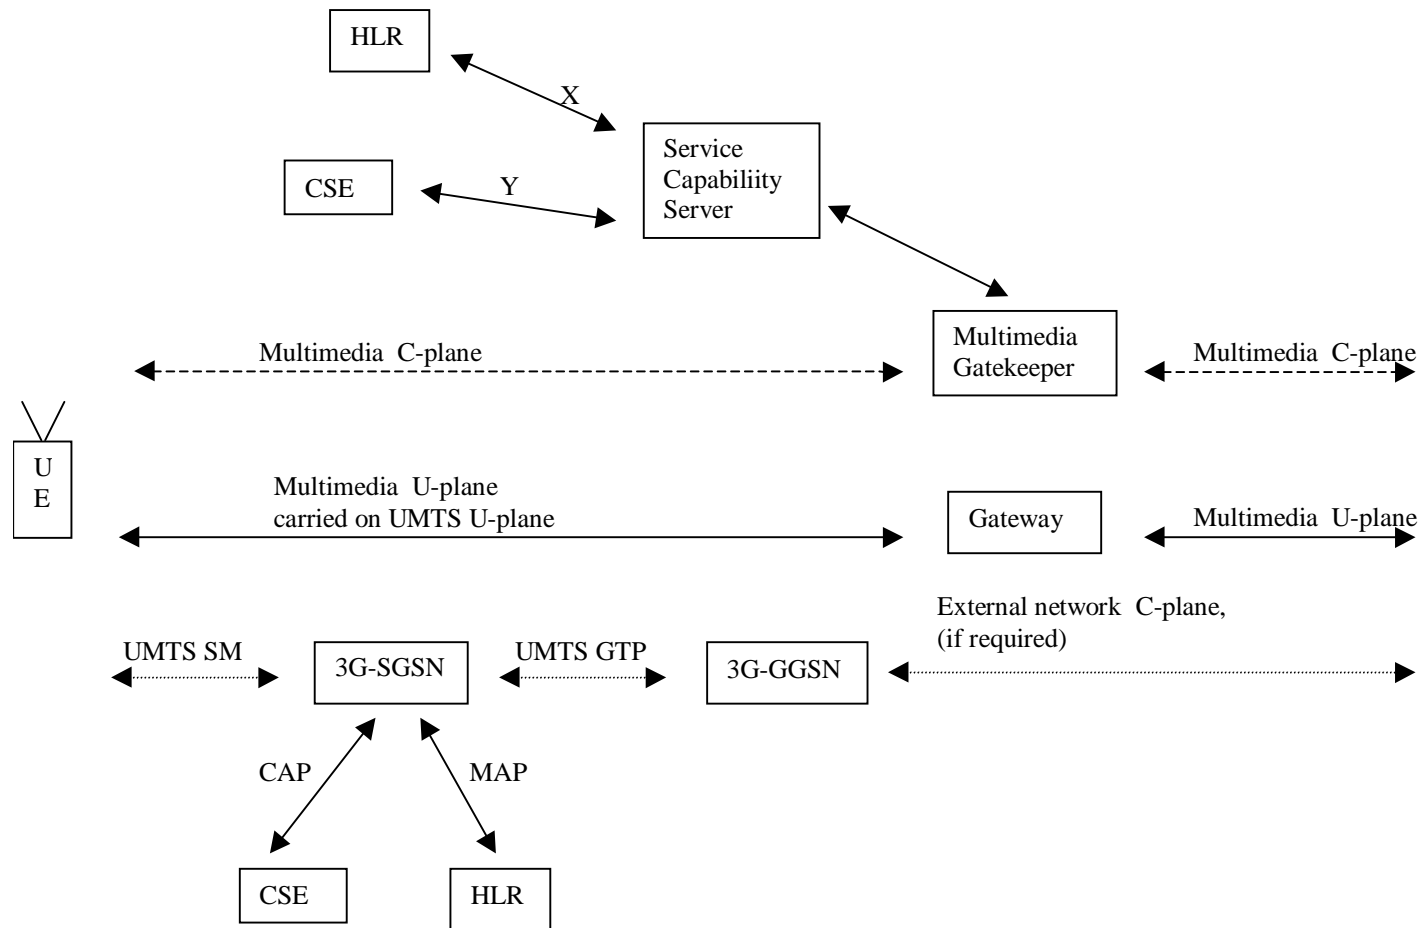 HLR
X
Service
Capabiliity
Server
CSE
Y
Multimedia
Gatekeeper
Multimedia C-plane
Multimedia C-plane
U
E
Multimedia U-plane
carried on UMTS U-plane
Gateway
Multimedia U-plane
External network C-plane,
(if required)
UMTS SM
3G-SGSN
UMTS GTP
3G-GGSN
CAP
MAP
CSE
HLR